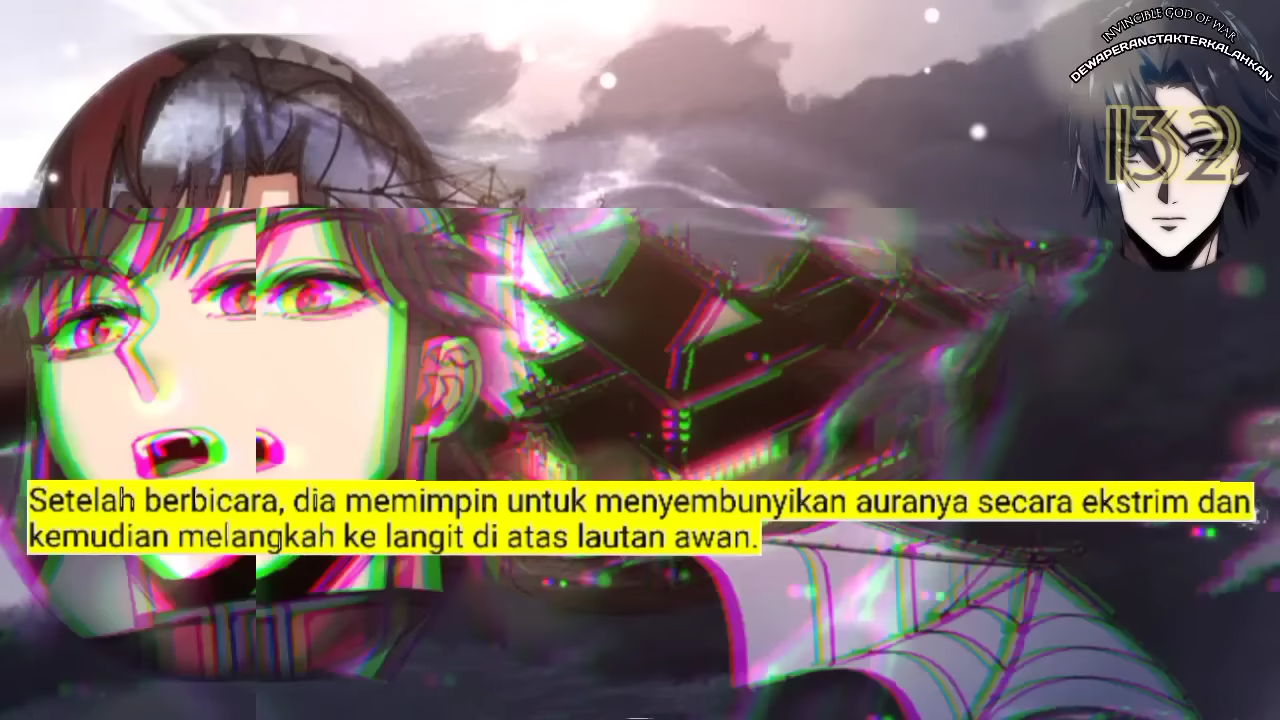 INVINCIBLE GOD OF WAR
DEWAPERANGTAKTERKALAHKAN
132
Setelah berbicara, dia memimpin untuk menyembunyikan auranya secara ekstrim dan
kemudian melangkah ke langit di atas lautan awan.